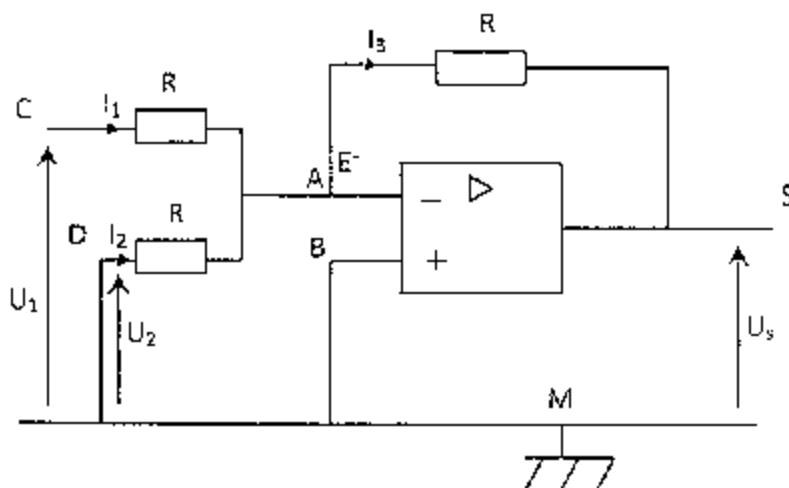 R
I₃
R
C I₁
A E⁻
R
D I₂
B
− ▷
+
S
U₁
U₂
Uₛ
M